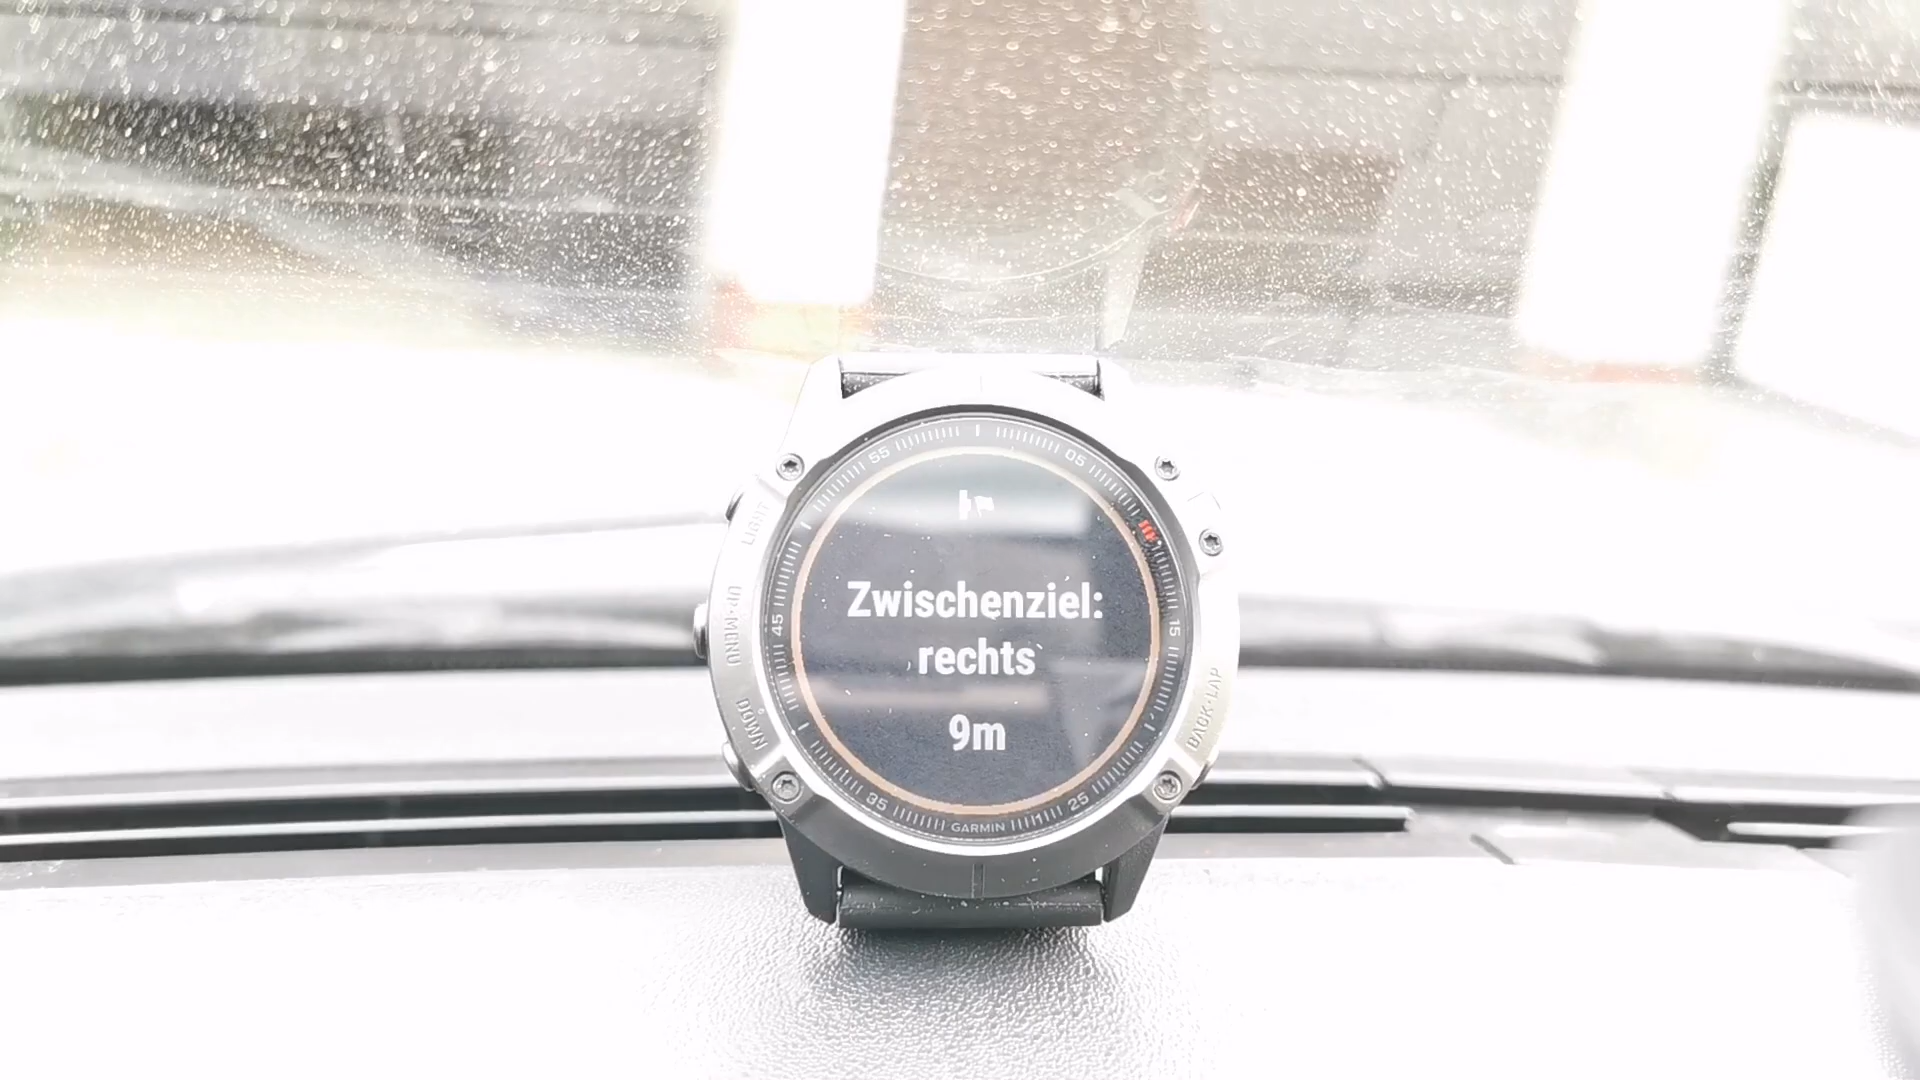 55
05
LIGHT
Zwischenziel:
rechts
9m
UP·MENU
45
15
DOWN
BACK·LAP
35
25
GARMIN